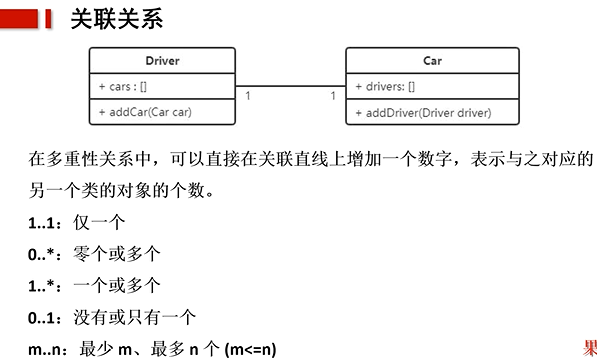 关联关系
Driver
+ cars : []
+ addCar(Car car)
1
1
Car
+ drivers: []
+ addDriver(Driver driver)
在多重性关系中，可以直接在关联直线上增加一个数字，表示与之对应的
另一个类的对象的个数。
1..1：仅一个
0..*：零个或多个
1..*：一个或多个
0..1：没有或只有一个
m..n：最少 m、最多 n 个 (m<=n)
果